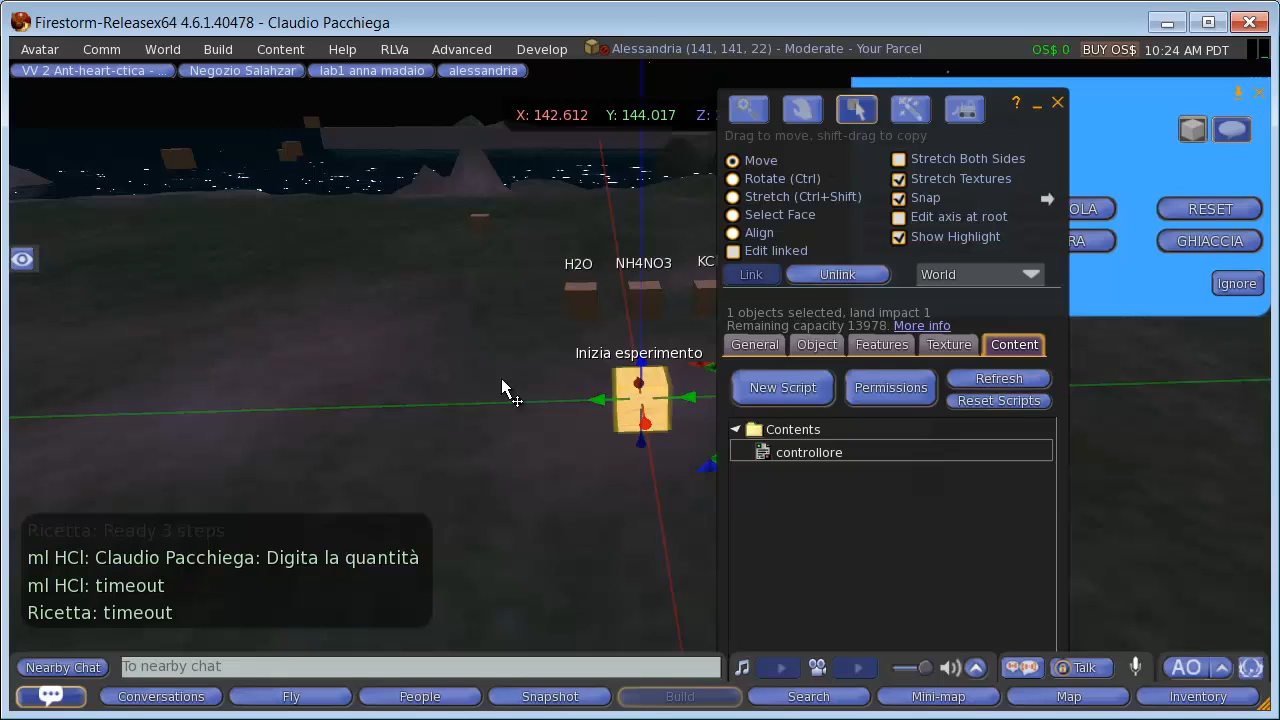 Firestorm-Releasex64 4.6.1.40478 - Claudio Pacchiega
Avatar Comm World Build Content Help RLVa Advanced Develop Alessandria (141, 141, 22) - Moderate - Your Parcel OS$ 0 BUY OS$ 10:24 AM PDT
VV 2 Ant-heart-ctica - ... Negozio Salahzar lab1 anna madaio alessandria
X: 142.612 Y: 144.017 Z:
?
Drag to move, shift-drag to copy
Move
Rotate (Ctrl)
Stretch (Ctrl+Shift)
Select Face
Align
Edit linked
Stretch Both Sides
Stretch Textures
Snap
Edit axis at root
Show Highlight
Link Unlink World
OLA RESET
RA GHIACCIA
Ignore
H2O NH4NO3 KC
Inizia esperimento
1 objects selected, land impact 1
Remaining capacity 13978. More info
General Object Features Texture Content
New Script Permissions Refresh
Reset Scripts
Contents
controllore
Ricetta: Ready 3 steps
ml HCl: Claudio Pacchiega: Digita la quantità
ml HCl: timeout
Ricetta: timeout
Nearby Chat To nearby chat Talk AO
Conversations Fly People Snapshot Build Search Mini-map Map Inventory